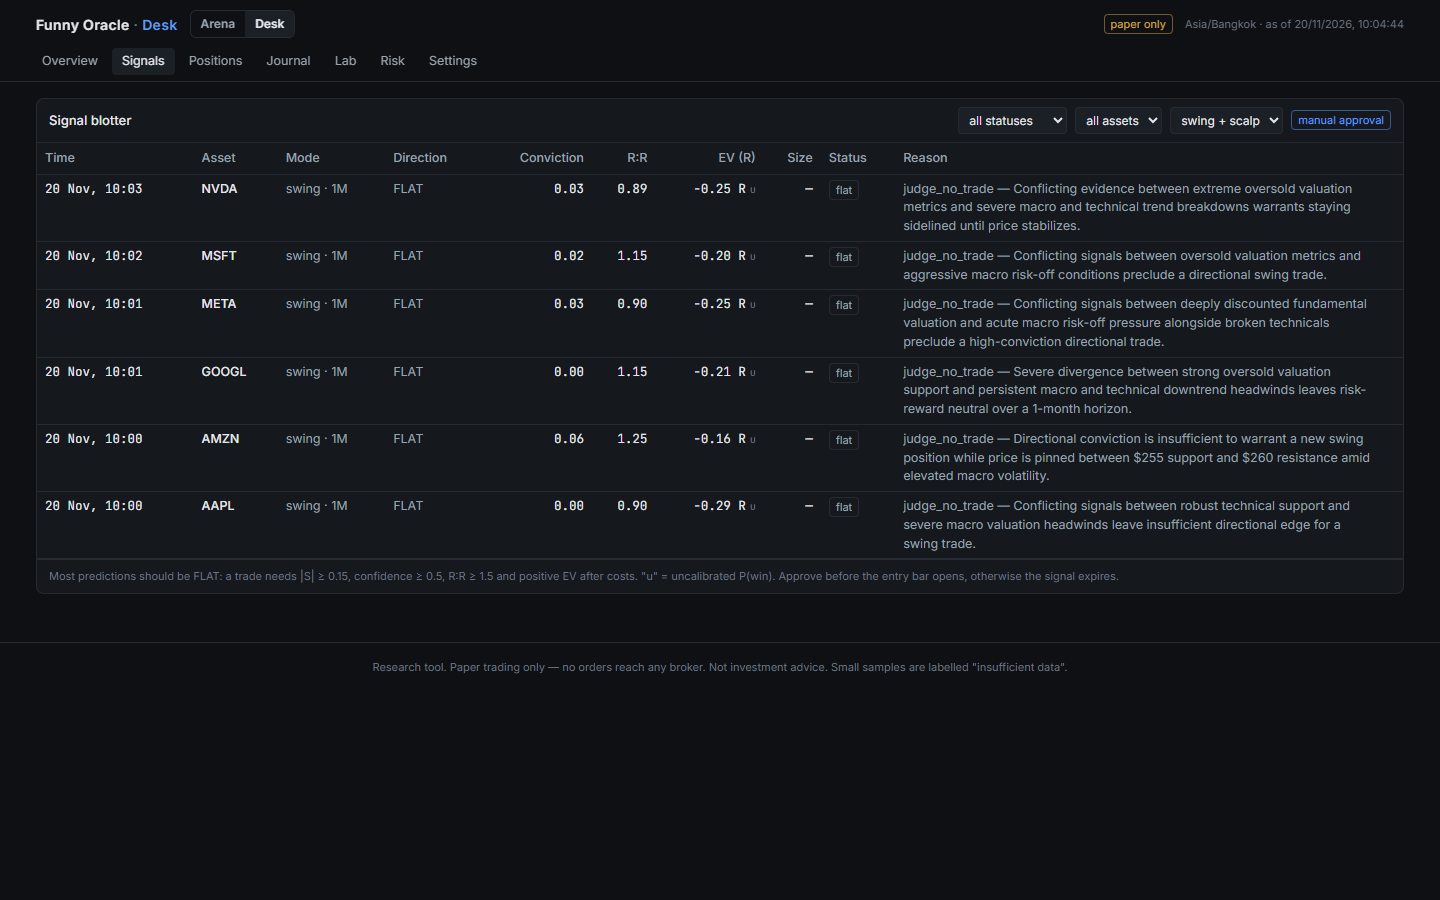 Funny Oracle · Desk Arena Desk paper only Asia/Bangkok · as of 20/11/2026, 10:04:44
Overview Signals Positions Journal Lab Risk Settings
Signal blotter all statuses all assets swing + scalp manual approval
Time Asset Mode Direction Conviction R:R EV (R) Size Status Reason
20 Nov, 10:03 NVDA swing · 1M FLAT 0.03 0.89 -0.25 R u — flat judge_no_trade — Conflicting evidence between extreme oversold valuation
metrics and severe macro and technical trend breakdowns warrants staying
sidelined until price stabilizes.
20 Nov, 10:02 MSFT swing · 1M FLAT 0.02 1.15 -0.20 R u — flat judge_no_trade — Conflicting signals between oversold valuation metrics and
aggressive macro risk-off conditions preclude a directional swing trade.
20 Nov, 10:01 META swing · 1M FLAT 0.03 0.90 -0.25 R u — flat judge_no_trade — Conflicting signals between deeply discounted fundamental
valuation and acute macro risk-off pressure alongside broken technicals
preclude a high-conviction directional trade.
20 Nov, 10:01 GOOGL swing · 1M FLAT 0.00 1.15 -0.21 R u — flat judge_no_trade — Severe divergence between strong oversold valuation
support and persistent macro and technical downtrend headwinds leaves risk-
reward neutral over a 1-month horizon.
20 Nov, 10:00 AMZN swing · 1M FLAT 0.06 1.25 -0.16 R u — flat judge_no_trade — Directional conviction is insufficient to warrant a new swing
position while price is pinned between $255 support and $260 resistance amid
elevated macro volatility.
20 Nov, 10:00 AAPL swing · 1M FLAT 0.00 0.90 -0.29 R u — flat judge_no_trade — Conflicting signals between robust technical support and
severe macro valuation headwinds leave insufficient directional edge for a
swing trade.
Most predictions should be FLAT: a trade needs |S| ≥ 0.15, confidence ≥ 0.5, R:R ≥ 1.5 and positive EV after costs. "u" = uncalibrated P(win). Approve before the entry bar opens, otherwise the signal expires.
Research tool. Paper trading only — no orders reach any broker. Not investment advice. Small samples are labelled "insufficient data".